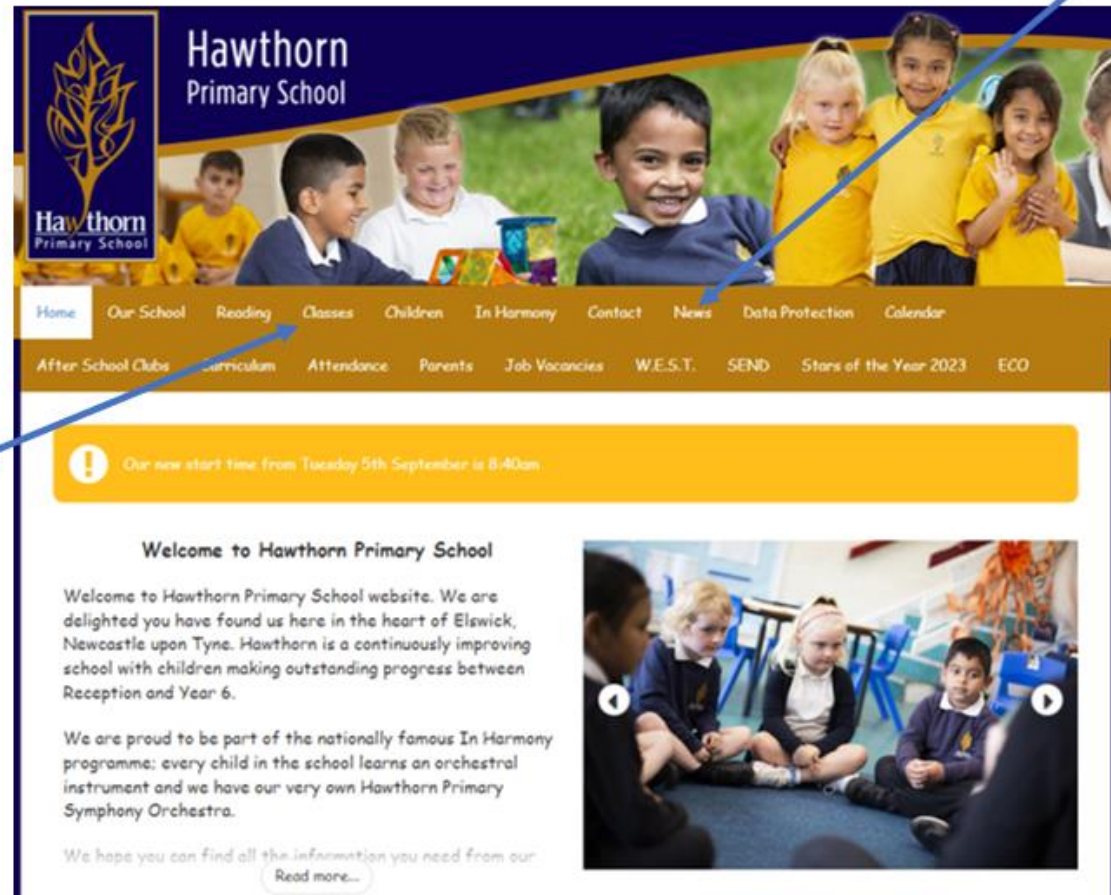 Hawthorn
Primary School
Hawthorn
Primary School
Home Our School Reading Classes Children In Harmony Contact News Data Protection Calendar
After School Clubs Curriculum Attendance Parents Job Vacancies W.E.S.T. SEND Stars of the Year 2023 ECO
! Our new start time from Tuesday 5th September is 8:40am
Welcome to Hawthorn Primary School
Welcome to Hawthorn Primary School website. We are
delighted you have found us here in the heart of Elswick,
Newcastle upon Tyne. Hawthorn is a continuously improving
school with children making outstanding progress between
Reception and Year 6.
We are proud to be part of the nationally famous In Harmony
programme; every child in the school learns an orchestral
instrument and we have our very own Hawthorn Primary
Symphony Orchestra.
We hope you can find all the information you need from our
Read more...